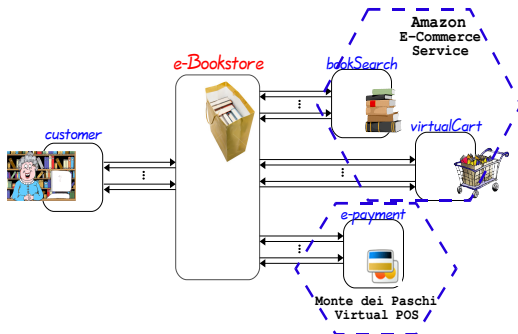 Amazon
E-Commerce
Service
e-Bookstore
bookSearch
virtualCart
customer
e-payment
Monte dei Paschi
Virtual POS